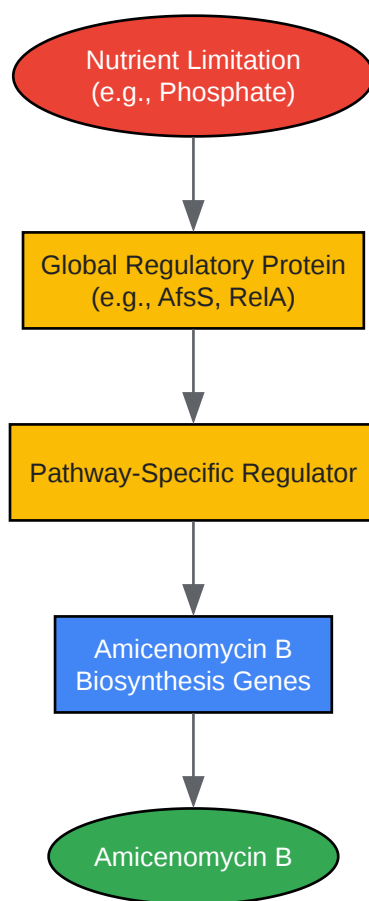 Nutrient Limitation
(e.g., Phosphate)
Global Regulatory Protein
(e.g., AfsS, RelA)
Pathway-Specific Regulator
Amicenomycin B
Biosynthesis Genes
Amicenomycin B